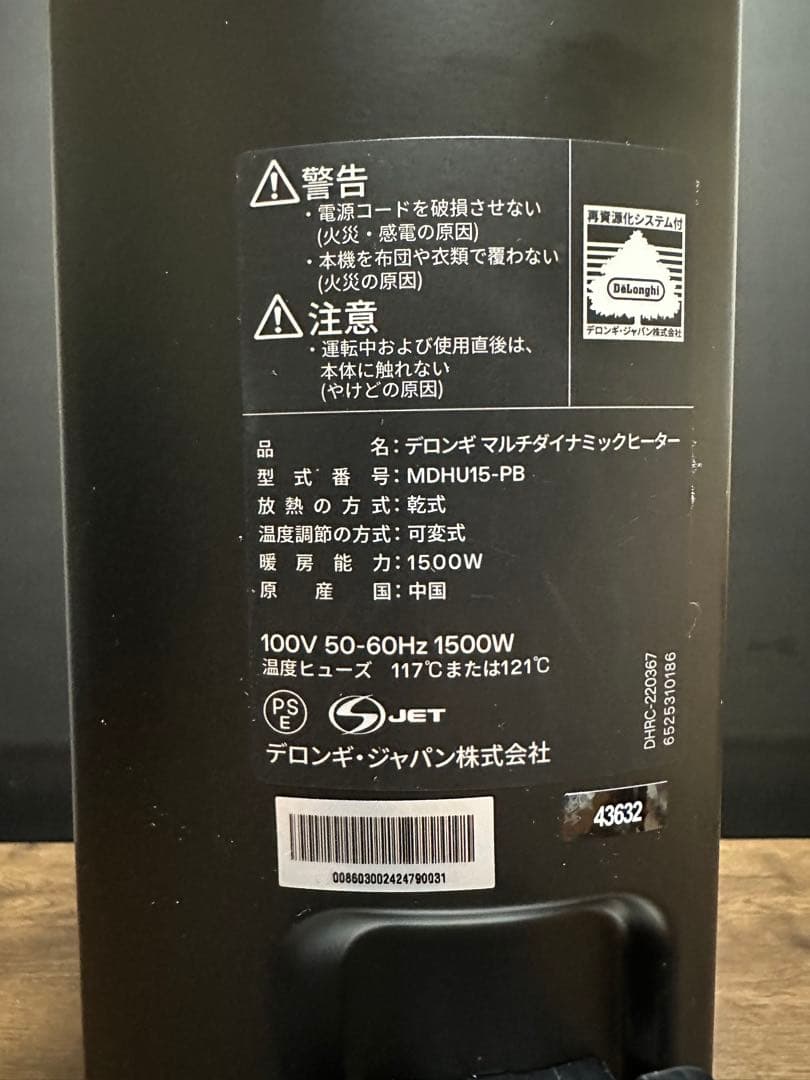 警告
・電源コードを破損させない
(火災・感電の原因)
・本機を布団や衣類で覆わない
(火災の原因)
注意
・運転中および使用直後は、
本体に触れない
(やけどの原因)
再資源化システム付
DeLonghi
デロンギ・ジャパン株式会社
品名：デロンギ マルチダイナミックヒーター
型式番号：MDHU15-PB
放熱の方式：乾式
温度調節の方式：可変式
暖房能力：1500W
原産国：中国
100V 50-60Hz 1500W
温度ヒューズ 117℃または121℃
PS
E
S JET
デロンギ・ジャパン株式会社
DHRC-220367
6525310186
43632
00860300242479003​1